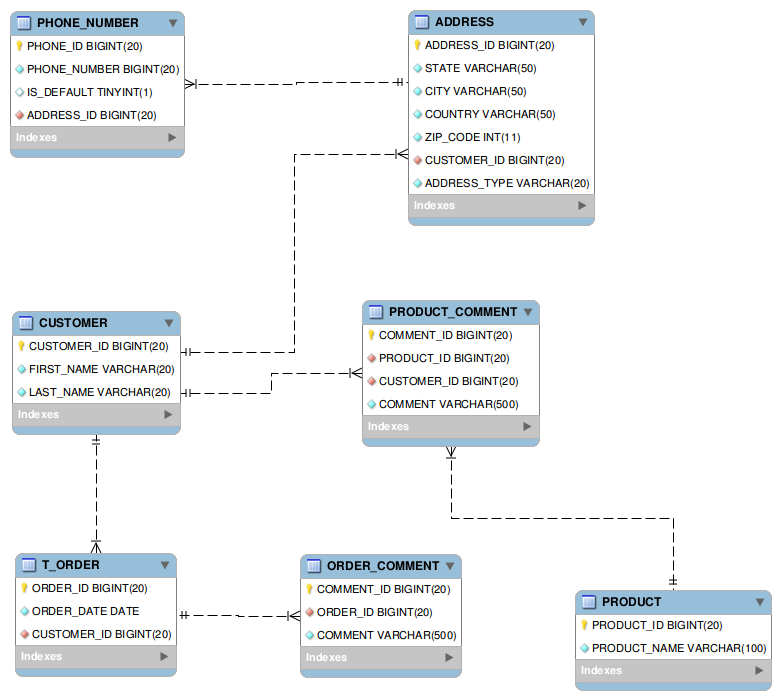 PHONE_NUMBER
PHONE_ID BIGINT(20)
PHONE_NUMBER BIGINT(20)
IS_DEFAULT TINYINT(1)
ADDRESS_ID BIGINT(20)
Indexes
ADDRESS
ADDRESS_ID BIGINT(20)
STATE VARCHAR(50)
CITY VARCHAR(50)
COUNTRY VARCHAR(50)
ZIP_CODE INT(11)
CUSTOMER_ID BIGINT(20)
ADDRESS_TYPE VARCHAR(20)
Indexes
CUSTOMER
CUSTOMER_ID BIGINT(20)
FIRST_NAME VARCHAR(20)
LAST_NAME VARCHAR(20)
Indexes
PRODUCT_COMMENT
COMMENT_ID BIGINT(20)
PRODUCT_ID BIGINT(20)
CUSTOMER_ID BIGINT(20)
COMMENT VARCHAR(500)
Indexes
T_ORDER
ORDER_ID BIGINT(20)
ORDER_DATE DATE
CUSTOMER_ID BIGINT(20)
Indexes
ORDER_COMMENT
COMMENT_ID BIGINT(20)
ORDER_ID BIGINT(20)
COMMENT VARCHAR(500)
Indexes
PRODUCT
PRODUCT_ID BIGINT(20)
PRODUCT_NAME VARCHAR(100)
Indexes